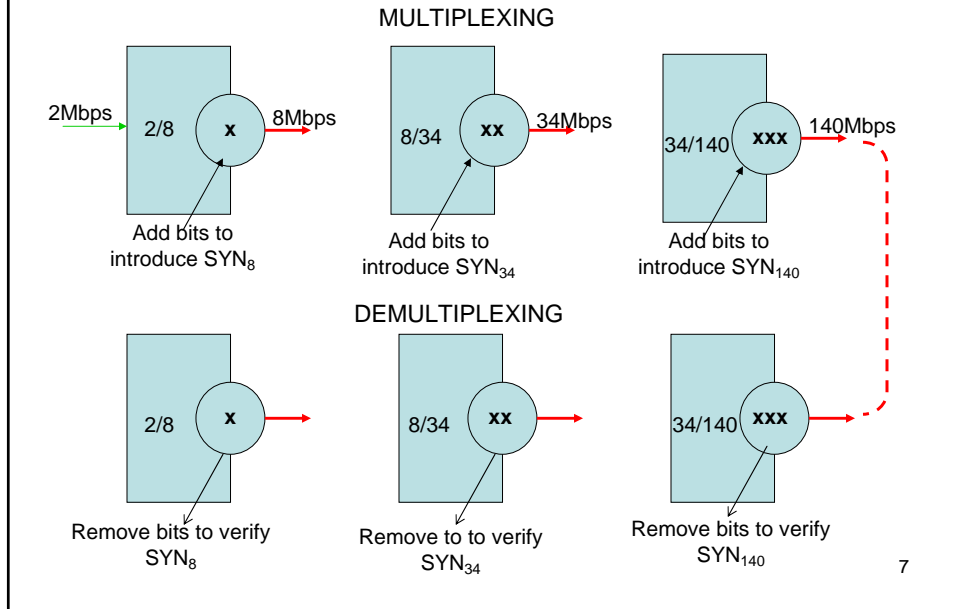 MULTIPLEXING
2Mbps
2/8
x
8Mbps
8/34
xx
34Mbps
34/140
xxx
140Mbps
Add bits to
introduce SYN₈
Add bits to
introduce SYN₃₄
Add bits to
introduce SYN₁₄₀
DEMULTIPLEXING
2/8
x
8/34
xx
34/140
xxx
Remove bits to verify
SYN₈
Remove to to verify
SYN₃₄
Remove bits to verify
SYN₁₄₀
7